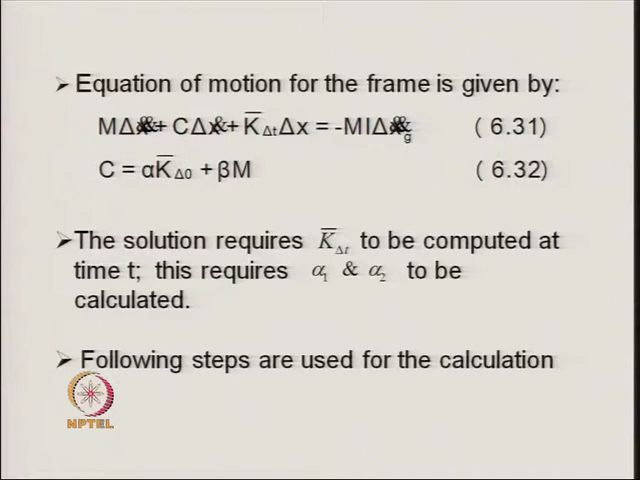 ➢ Equation of motion for the frame is given by:
MΔẍ + CΔẋ + K̅Δt Δx = -MIΔẍg ( 6.31)
C = αK̅Δ0 + βM ( 6.32)
➢ The solution requires K̅Δt to be computed at
time t; this requires α1 & α2 to be
calculated.
➢ Following steps are used for the calculation
NPTEL